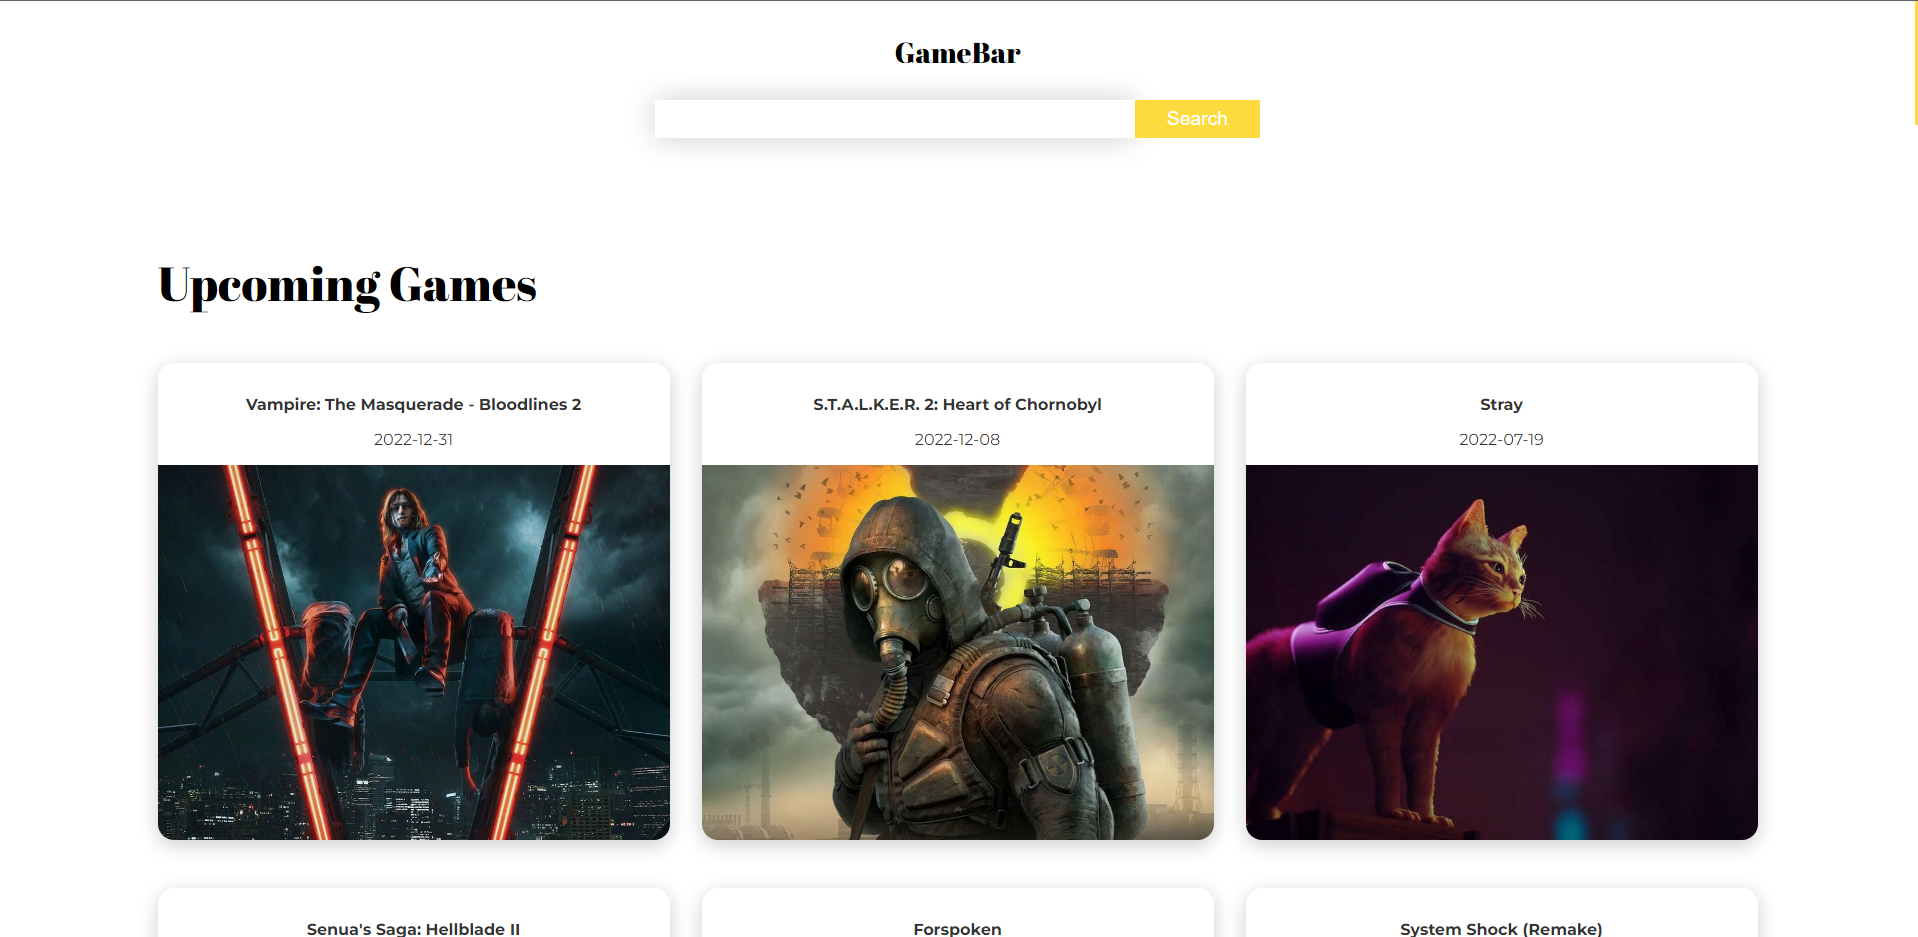 GameBar
Search
Upcoming Games
Vampire: The Masquerade - Bloodlines 2
2022-12-31
S.T.A.L.K.E.R. 2: Heart of Chornobyl
2022-12-08
Stray
2022-07-19
Senua's Saga: Hellblade II
Forspoken
System Shock (Remake)